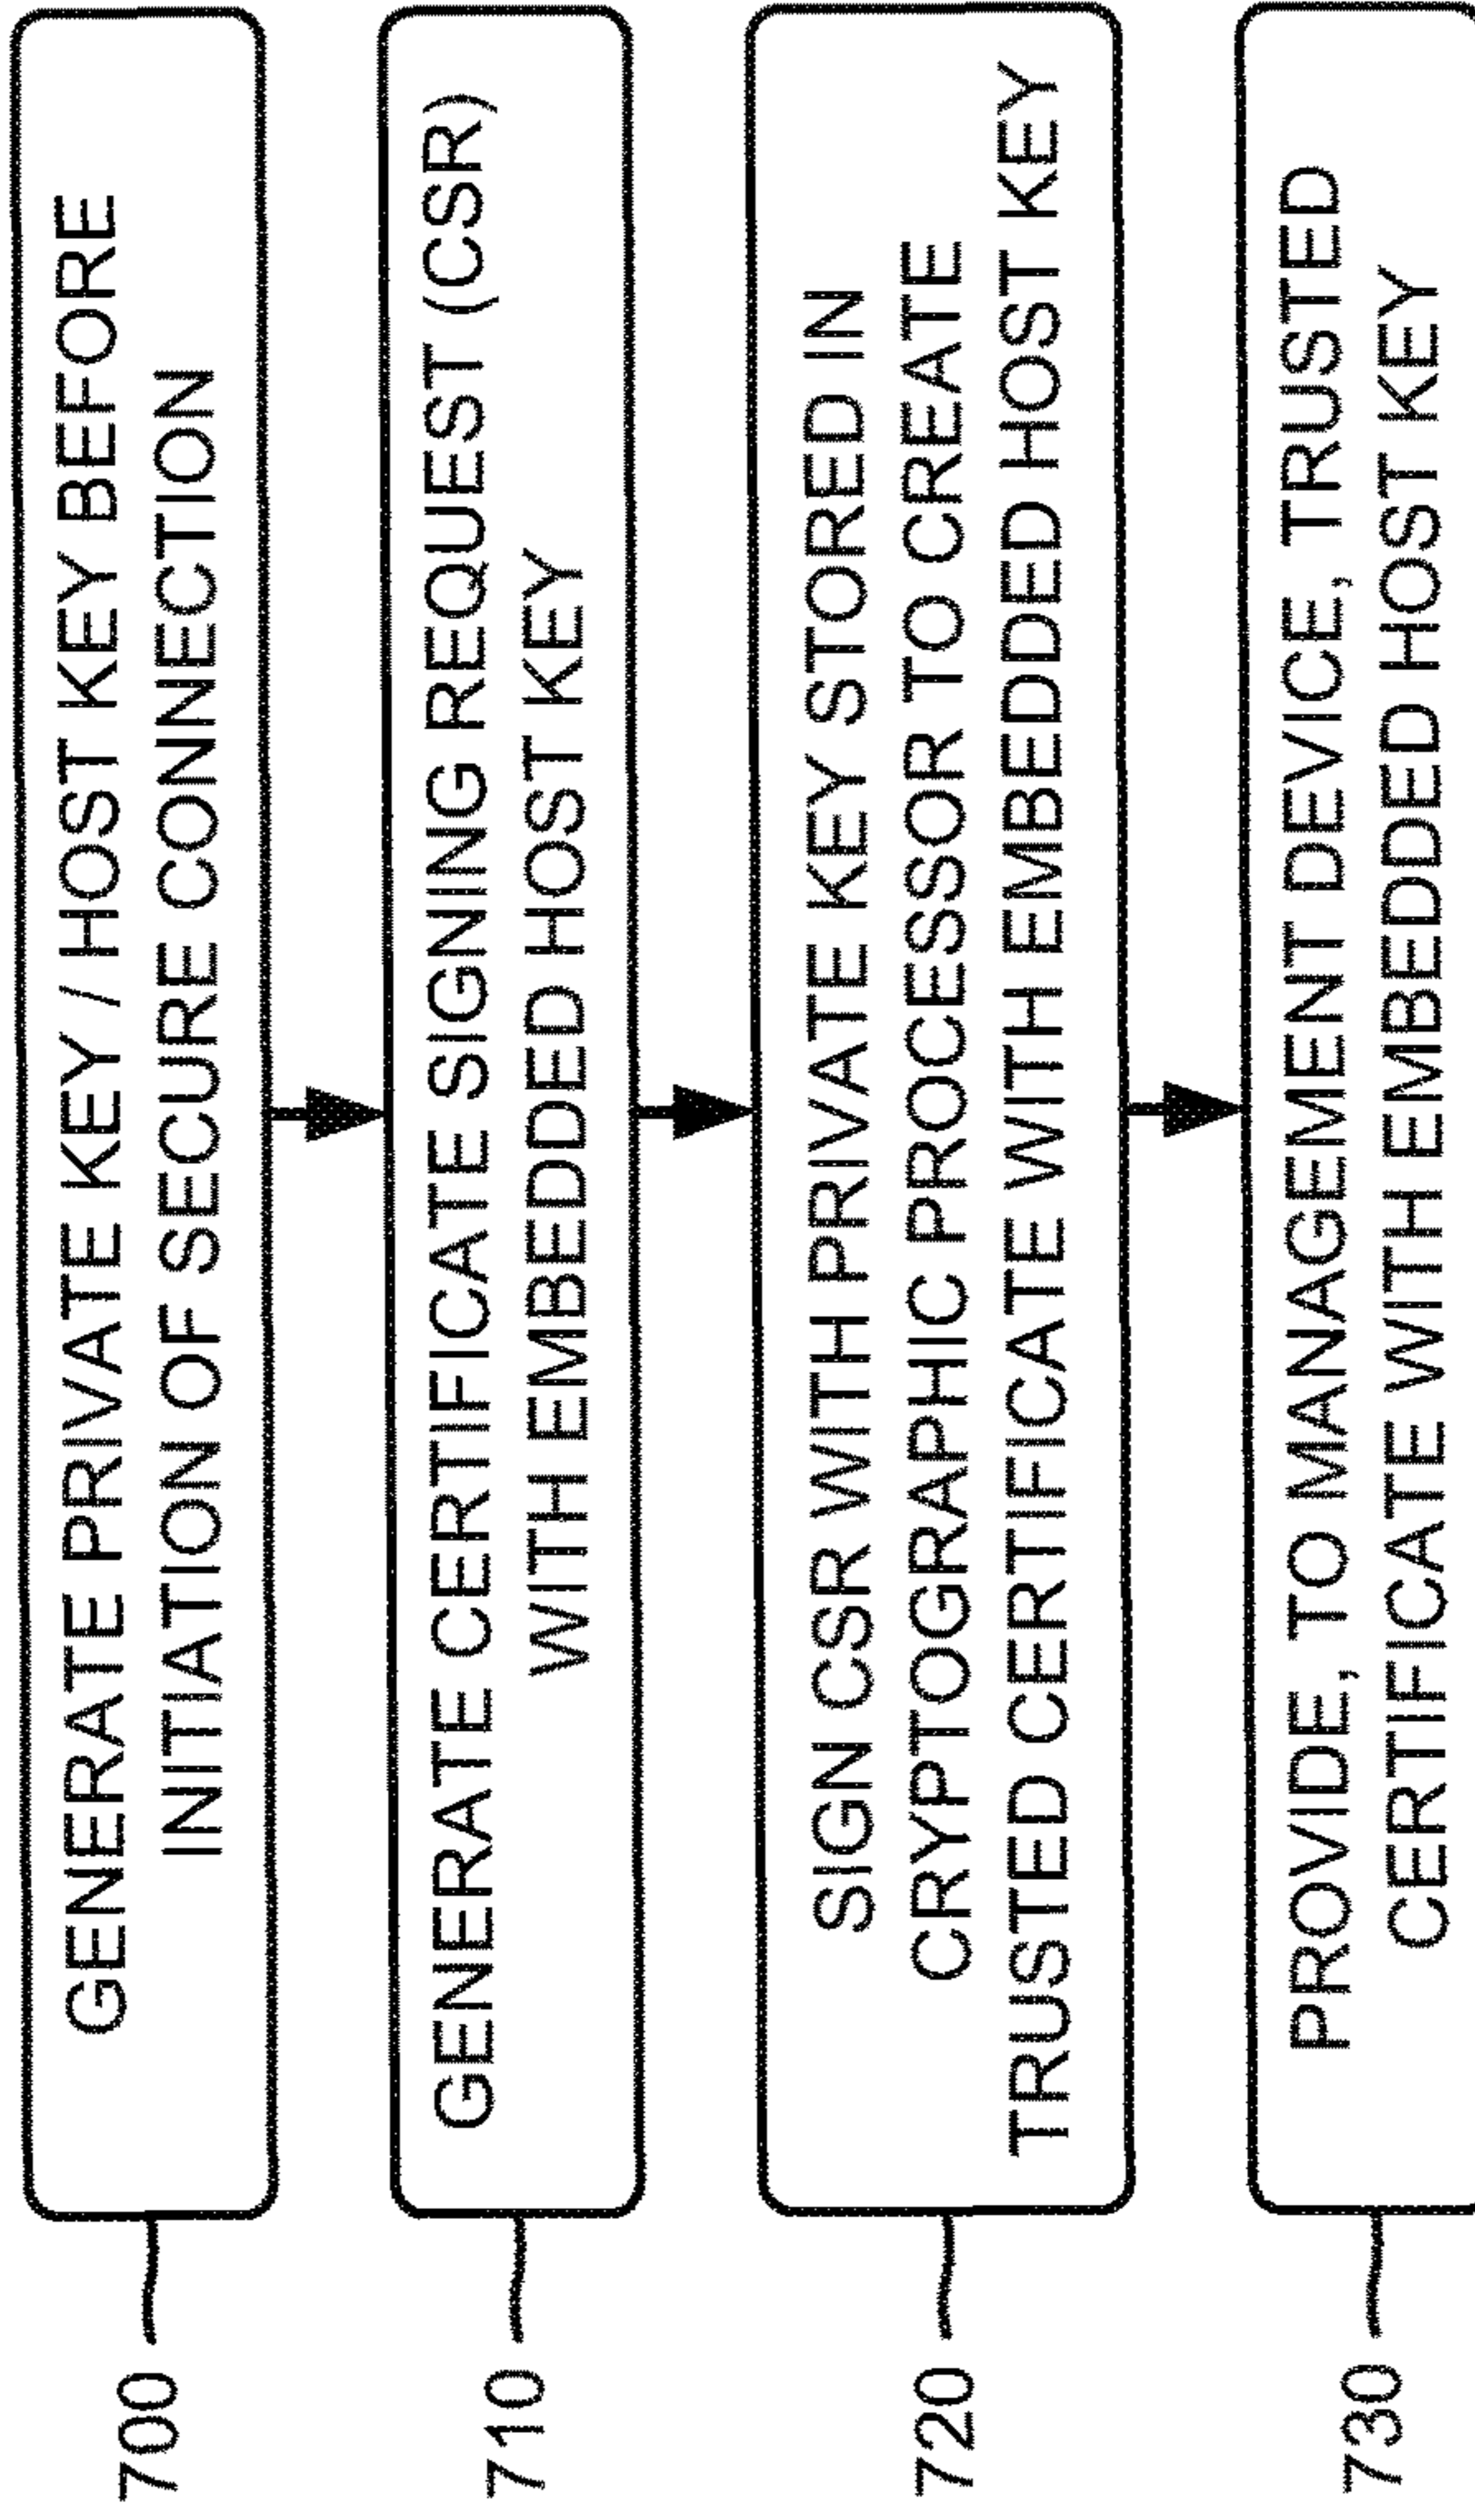 700
GENERATE PRIVATE KEY / HOST KEY BEFORE
INITIATION OF SECURE CONNECTION
710
GENERATE CERTIFICATE SIGNING REQUEST (CSR)
WITH EMBEDDED HOST KEY
720
SIGN CSR WITH PRIVATE KEY STORED IN
CRYPTOGRAPHIC PROCESSOR TO CREATE
TRUSTED CERTIFICATE WITH EMBEDDED HOST KEY
730
PROVIDE, TO MANAGEMENT DEVICE, TRUSTED
CERTIFICATE WITH EMBEDDED HOST KEY